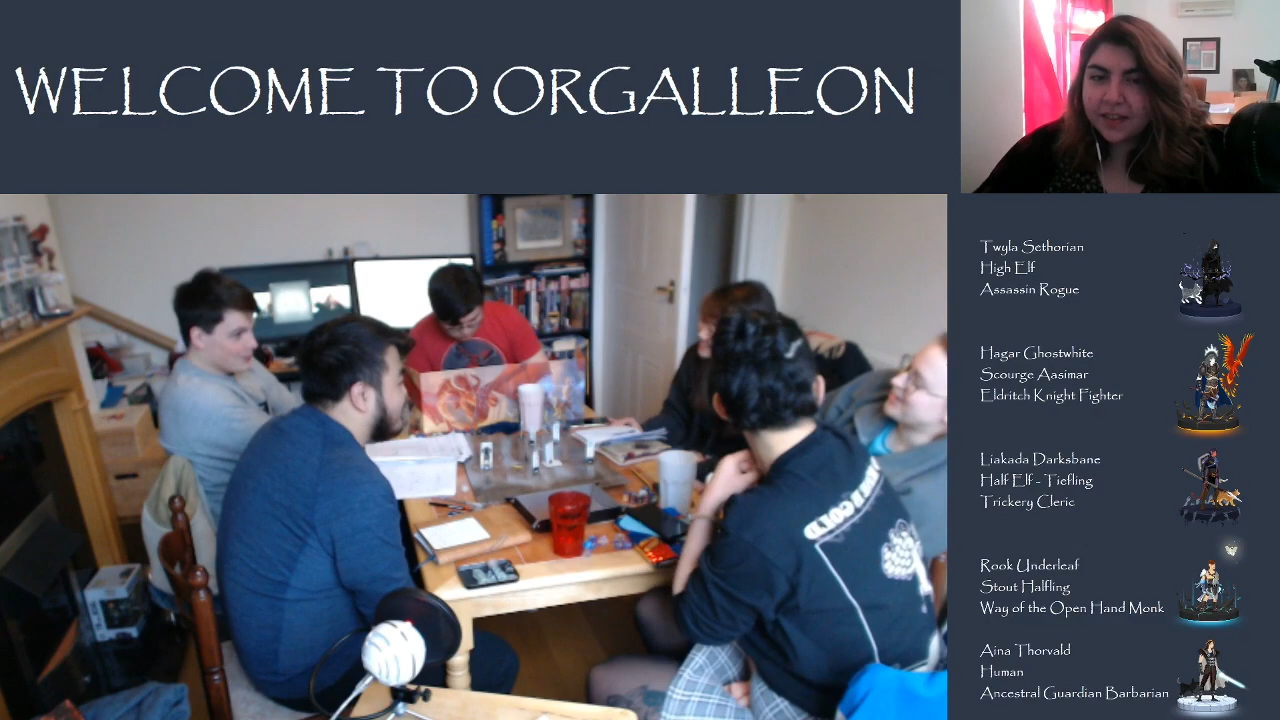 WELCOME TO ORGALLEON
Twyla Sethorian
High Elf
Assassin Rogue
Hagar Ghostwhite
Scourge Aasimar
Eldritch Knight Fighter
Liakada Darksbane
Half Elf - Tiefling
Trickery Cleric
Rook Underleaf
Stout Halfling
Way of the Open Hand Monk
Aina Thorvald
Human
Ancestral Guardian Barbarian